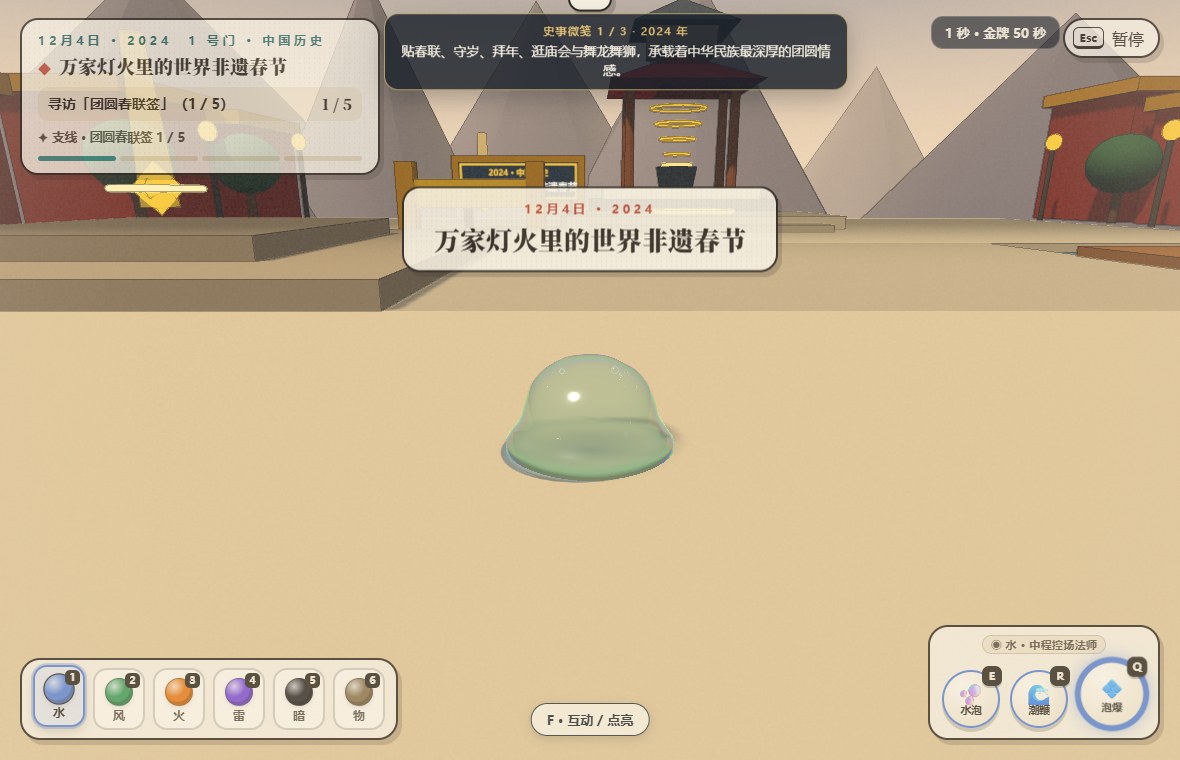 12月4日 • 2024 1 号门 • 中国历史
◆ 万家灯火里的世界非遗春节
寻访「团圆春联签」（1 / 5） 1 / 5
✦ 支线 • 团圆春联签 1 / 5
史事微笺 1 / 3 · 2024 年
贴春联、守岁、拜年、逛庙会与舞龙舞狮，承载着中华民族最深厚的团圆情
感。
1 秒 • 金牌 50 秒
Esc 暂停
12月4日 • 2024
万家灯火里的世界非遗春节
1 水
2 风
3 火
4 雷
5 暗
6 物
F • 互动 / 点亮
◉ 水 • 中程控场法师
E 水泡
R 潮鞭
Q 泡爆